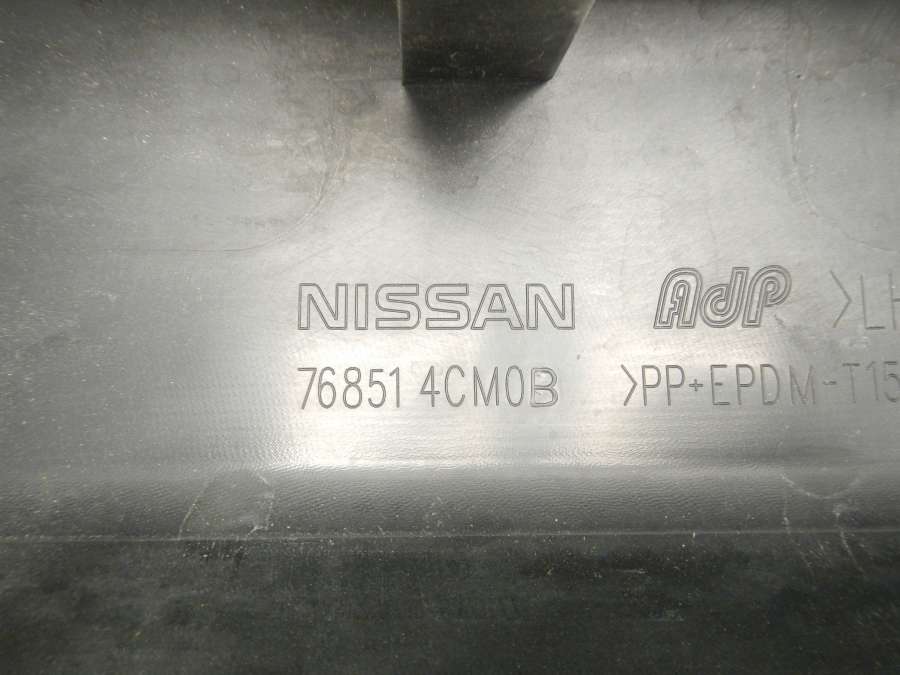 NISSAN AdP >LH
76851 4CM0B >PP+EPDM-T15